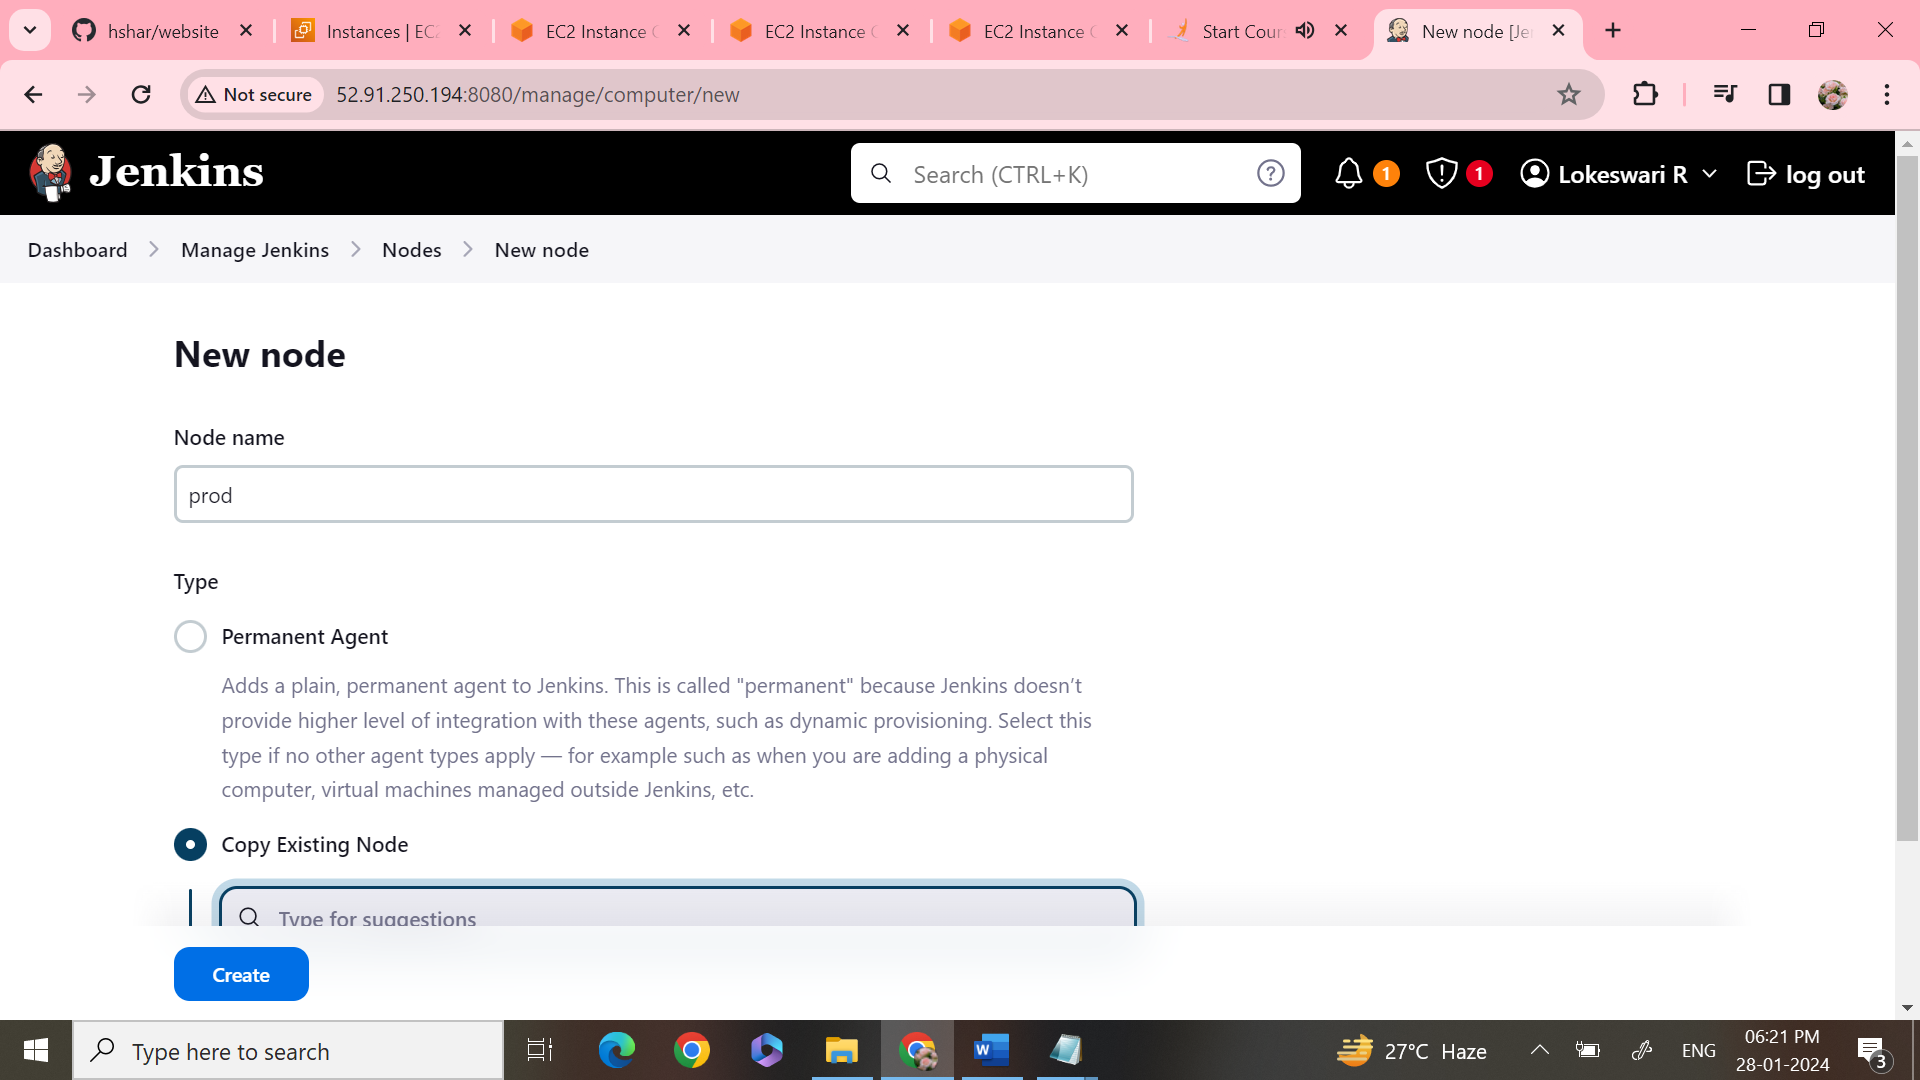 hshar/website
Instances | EC2
EC2 Instance C
EC2 Instance C
EC2 Instance C
Start Cour
New node [Je
Not secure
52.91.250.194:8080/manage/computer/new
Jenkins
Search (CTRL+K)
?
1
1
Lokeswari R
log out
Dashboard
Manage Jenkins
Nodes
New node
New node
Node name
prod
Type
Permanent Agent
Adds a plain, permanent agent to Jenkins. This is called "permanent" because Jenkins doesn’t
provide higher level of integration with these agents, such as dynamic provisioning. Select this
type if no other agent types apply — for example such as when you are adding a physical
computer, virtual machines managed outside Jenkins, etc.
Copy Existing Node
Type for suggestions
Create
Type here to search
27°C Haze
ENG
06:21 PM
28-01-2024
3